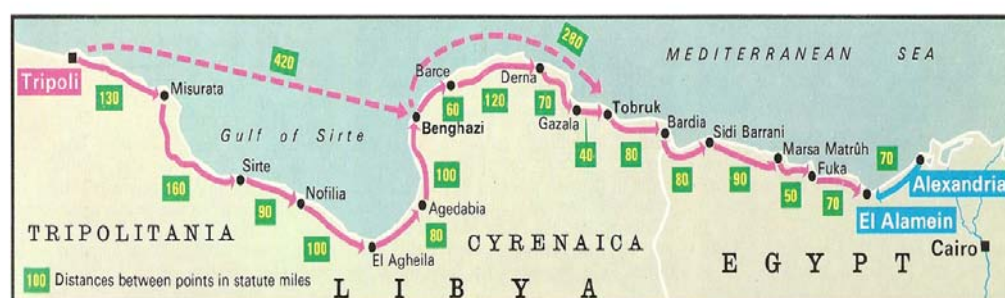 MEDITERRANEAN SEA
280
420
Tripoli
130
Misurata
Gulf of Sirte
160
Sirte
90
Nofilia
100
El Agheila
80
Agedabia
100
Benghazi
Barce
60
120
Derna
70
Gazala
40
Tobruk
80
Bardia
80
Sidi Barrani
90
Marsa Matrûh
50
Fuka
70
El Alamein
70
Alexandria
Cairo
TRIPOLITANIA
CYRENAICA
LIBYA
EGYPT
100 Distances between points in statute miles